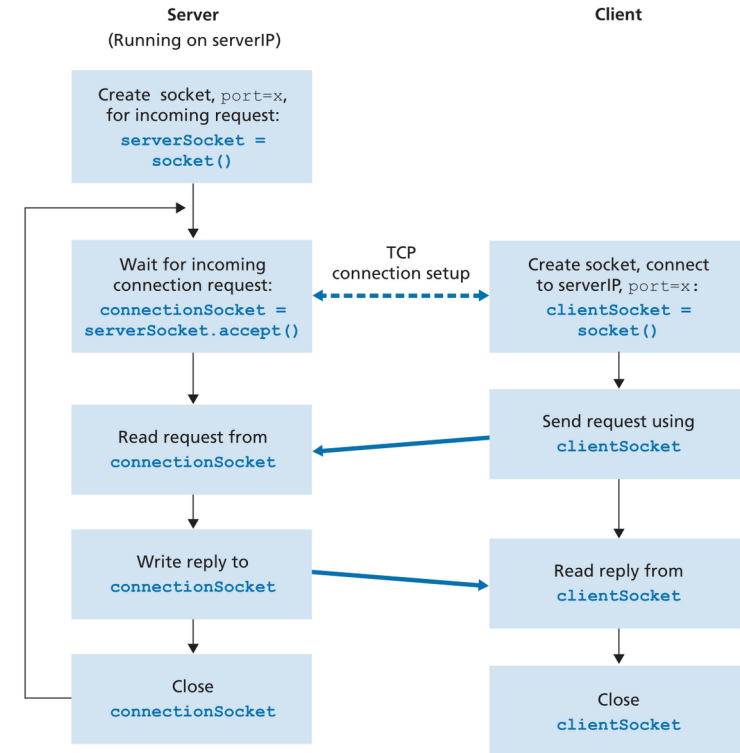 Server
(Running on serverIP)
Client
Create socket, port=x,
for incoming request:
serverSocket =
socket()
Wait for incoming
connection request:
connectionSocket =
serverSocket.accept()
TCP
connection setup
Create socket, connect
to serverIP, port=x:
clientSocket =
socket()
Read request from
connectionSocket
Send request using
clientSocket
Write reply to
connectionSocket
Read reply from
clientSocket
Close
connectionSocket
Close
clientSocket